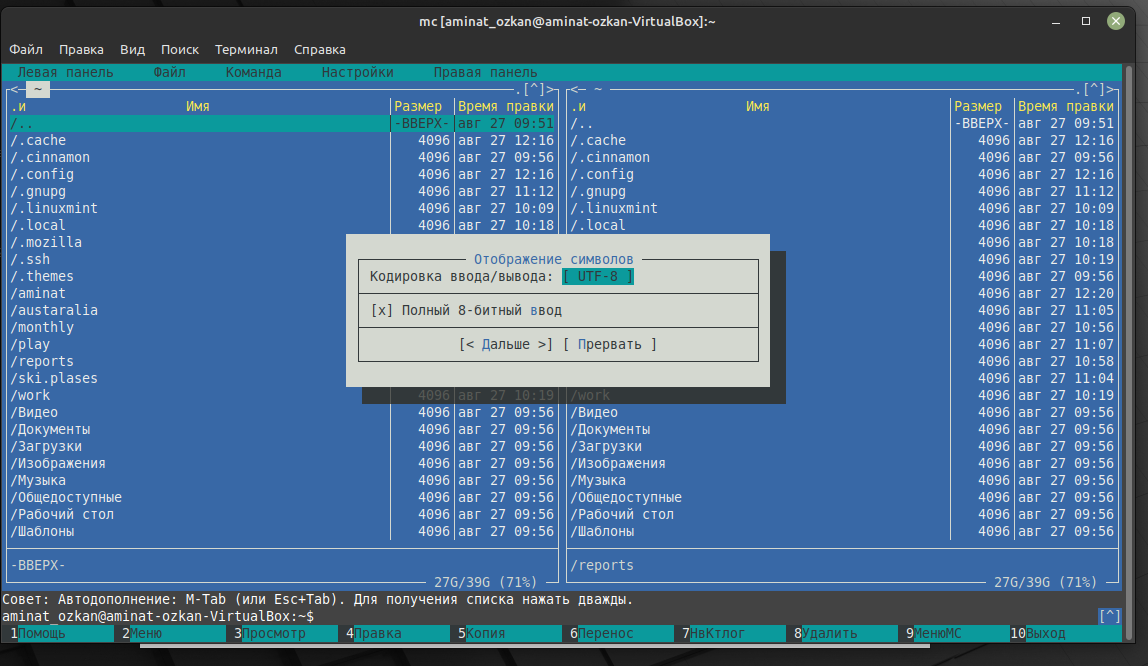 mc [aminat_ozkan@aminat-ozkan-VirtualBox]:~
Файл Правка Вид Поиск Терминал Справка
Левая панель Файл Команда Настройки Правая панель
<─ ~ ─.[^]> <─ ~ ─.[^]>
.и Имя Размер Время правки .и Имя Размер Время правки
/.. -ВВЕРХ- авг 27 09:51 /.. -ВВЕРХ- авг 27 09:51
/.cache 4096 авг 27 12:16 /.cache 4096 авг 27 12:16
/.cinnamon 4096 авг 27 09:56 /.cinnamon 4096 авг 27 09:56
/.config 4096 авг 27 12:16 /.config 4096 авг 27 12:16
/.gnupg 4096 авг 27 11:12 /.gnupg 4096 авг 27 11:12
/.linuxmint 4096 авг 27 10:09 /.linuxmint 4096 авг 27 10:09
/.local 4096 авг 27 10:18 /.local 4096 авг 27 10:18
/.mozilla 4096 авг 27 10:18
/.ssh Отображение символов 4096 авг 27 10:19
/.themes Кодировка ввода/вывода: [ UTF-8 ] 4096 авг 27 09:56
/aminat 4096 авг 27 12:20
/austaralia [x] Полный 8-битный ввод 4096 авг 27 11:05
/monthly 4096 авг 27 10:56
/play [< Дальше >] [ Прервать ] 4096 авг 27 11:07
/reports 4096 авг 27 10:58
/ski.plases 4096 авг 27 11:04
/work 4096 авг 27 10:19 /work 4096 авг 27 10:19
/Видео 4096 авг 27 09:56 /Видео 4096 авг 27 09:56
/Документы 4096 авг 27 09:56 /Документы 4096 авг 27 09:56
/Загрузки 4096 авг 27 09:56 /Загрузки 4096 авг 27 09:56
/Изображения 4096 авг 27 09:56 /Изображения 4096 авг 27 09:56
/Музыка 4096 авг 27 09:56 /Музыка 4096 авг 27 09:56
/Общедоступные 4096 авг 27 09:56 /Общедоступные 4096 авг 27 09:56
/Рабочий стол 4096 авг 27 09:56 /Рабочий стол 4096 авг 27 09:56
/Шаблоны 4096 авг 27 09:56 /Шаблоны 4096 авг 27 09:56
-ВВЕРХ- /reports
27G/39G (71%) 27G/39G (71%)
Совет: Автодополнение: M-Tab (или Esc+Tab). Для получения списка нажать дважды.
aminat_ozkan@aminat-ozkan-VirtualBox:~$ [^]
1Помощь 2Меню 3Просмотр 4Правка 5Копия 6Перенос 7НвКтлог 8Удалить 9МенюMC 10Выход